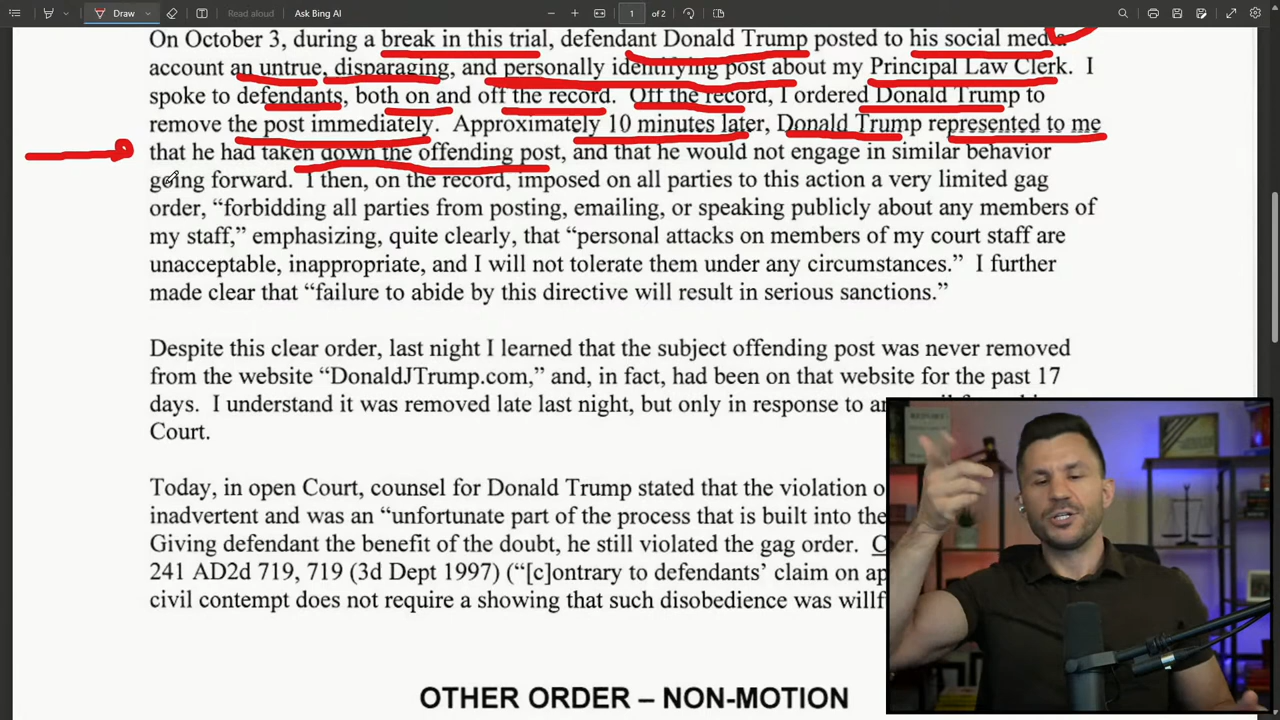 Draw
Read aloud
Ask Bing AI
1
of 2
On October 3, during a break in this trial, defendant Donald Trump posted to his social media
account an untrue, disparaging, and personally identifying post about my Principal Law Clerk. I
spoke to defendants, both on and off the record. Off the record, I ordered Donald Trump to
remove the post immediately. Approximately 10 minutes later, Donald Trump represented to me
that he had taken down the offending post, and that he would not engage in similar behavior
going forward. I then, on the record, imposed on all parties to this action a very limited gag
order, “forbidding all parties from posting, emailing, or speaking publicly about any members of
my staff,” emphasizing, quite clearly, that “personal attacks on members of my court staff are
unacceptable, inappropriate, and I will not tolerate them under any circumstances.” I further
made clear that “failure to abide by this directive will result in serious sanctions.”
Despite this clear order, last night I learned that the subject offending post was never removed
from the website “DonaldJTrump.com,” and, in fact, had been on that website for the past 17
days. I understand it was removed late last night, but only in response to
Court.
Today, in open Court, counsel for Donald Trump stated that the violation
inadvertent and was an “unfortunate part of the process that is built into the
Giving defendant the benefit of the doubt, he still violated the gag order.
241 AD2d 719, 719 (3d Dept 1997) (“[c]ontrary to defendants’ claim on
civil contempt does not require a showing that such disobedience was
OTHER ORDER – NON-MOTION